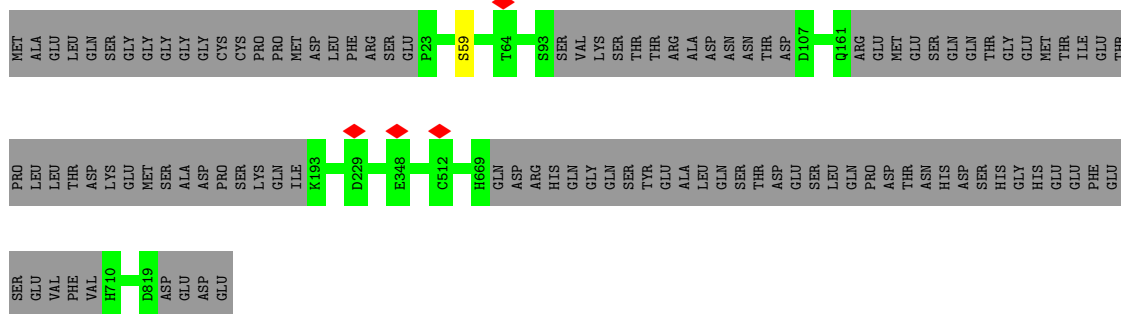 MET ALA GLU LEU GLN SER GLY GLY GLY GLY GLY CYS CYS PRO PRO MET ASP LEU PHE ARG SER GLU P23 S59 T64 S93 SER VAL LYS SER THR THR ARG ALA ASP ASN ASN THR ASP D107 Q161 ARG GLU MET GLU SER GLN GLN THR GLY GLU MET THR ILE GLU THR
PRO LEU LEU THR ASP LYS GLU MET SER ALA ASP PRO SER LYS GLN ILE K193 D229 E348 C512 H669 GLN ASP ARG HIS GLN GLY GLN SER TYR GLU ALA LEU GLN SER THR ASP GLU SER LEU GLN PRO ASP THR ASN HIS ASP SER HIS GLY HIS GLU GLU PHE GLU
SER GLU VAL PHE VAL H710 D819 ASP GLU ASP GLU